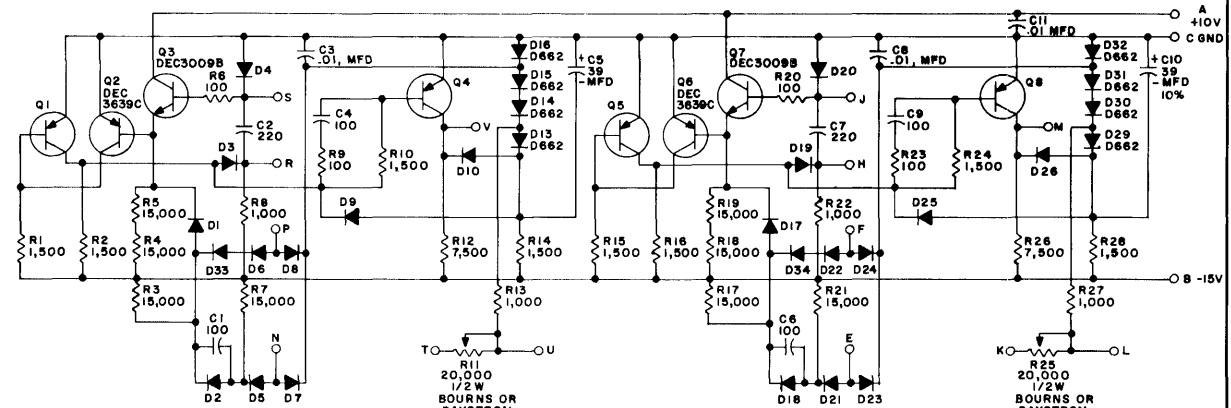 A
+10V
C GND
B -15V
C11
.01 MFD
Q3
DEC3009B
R6
100
D4
S
C2
220
R
Q1
Q2
DEC
3639C
D3
R5
15,000
R4
15,000
R3
15,000
R1
1,500
R2
1,500
D1
R8
1,000
P
D33
D6
D8
R7
15,000
C1
100
N
D2
D5
D7
C3
.01, MFD
C4
100
R9
100
R10
1,500
D9
Q4
V
D10
D16
D662
D15
D662
D14
D662
D13
D662
+C5
39
-MFD
R12
7,500
R14
1,500
R13
1,000
T
U
R11
20,000
1/2W
BOURNS OR
Q7
DEC3009B
R20
100
D20
J
C7
220
H
Q5
Q6
DEC
3639C
D19
R19
15,000
R18
15,000
R17
15,000
R15
1,500
R16
1,500
D17
R22
1,000
F
D34
D22
D24
R21
15,000
C6
100
E
D18
D21
D23
C8
.01, MFD
C9
100
R23
100
R24
1,500
D25
Q8
M
D26
D32
D662
D31
D662
D30
D662
D29
D662
+C10
39
-MFD
10%
R26
7,500
R28
1,500
R27
1,000
K
L
R25
20,000
1/2W
BOURNS OR